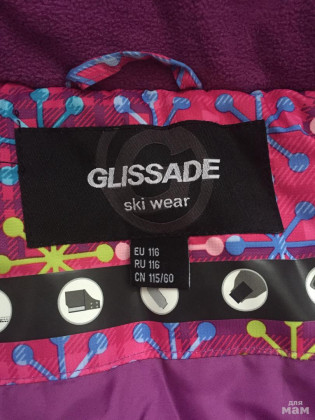 GLISSADE
ski wear
EU 116
RU 116
CN 115/60
для
мам